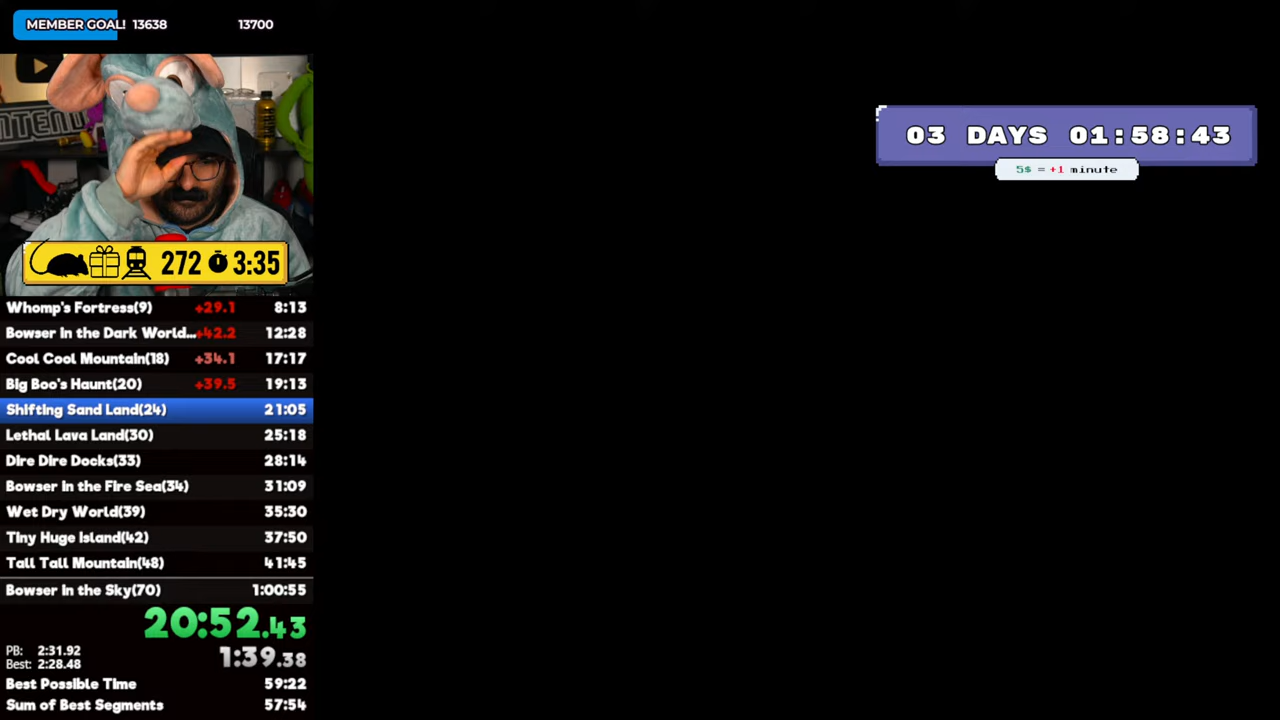 MEMBER GOAL! 13638 13700
03 DAYS 01:58:43
5$ = +1 minute
ENTEN
272 3:35
Whomp's Fortress(9) +29.1 8:13
Bowser in the Dark World... +42.2 12:28
Cool Cool Mountain(18) +34.1 17:17
Big Boo's Haunt(20) +39.5 19:13
Shifting Sand Land(24) 21:05
Lethal Lava Land(30) 25:18
Dire Dire Docks(33) 28:14
Bowser in the Fire Sea(34) 31:09
Wet Dry World(39) 35:30
Tiny Huge Island(42) 37:50
Tall Tall Mountain(48) 41:45
Bowser in the Sky(70) 1:00:55
20:52.43
PB: 2:31.92
Best: 2:28.48
1:39.38
Best Possible Time 59:22
Sum of Best Segments 57:54